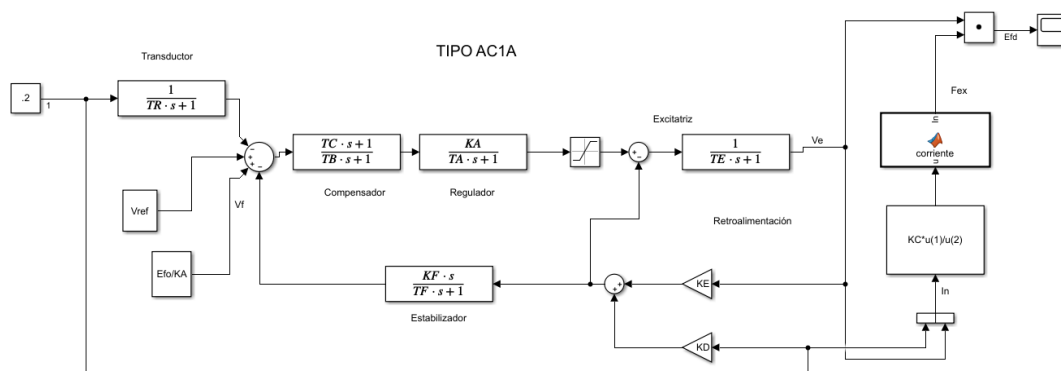 TIPO AC1A
Transductor
.2
1
1
TR · s + 1
Vref
Efo/KA
Vf
TC · s + 1
TB · s + 1
Compensador
KA
TA · s + 1
Regulador
Excitatriz
1
TE · s + 1
Ve
Retroalimentación
KF · s
TF · s + 1
Estabilizador
KE
KD
Efd
Fex
In
corriente
u
KC*u(1)/u(2)
In